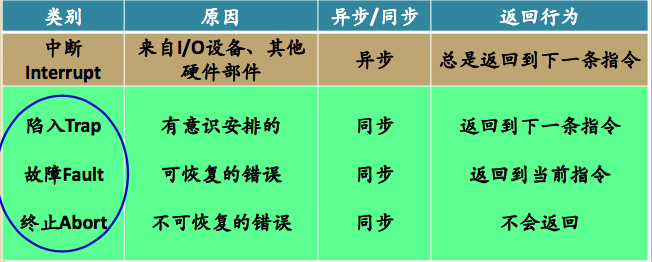 类别 原因 异步/同步 返回行为
中断 来自I/O设备、其他 异步 总是返回到下一条指令
Interrupt 硬件部件
陷入Trap 有意识安排的 同步 返回到下一条指令
故障Fault 可恢复的错误 同步 返回到当前指令
终止Abort 不可恢复的错误 同步 不会返回